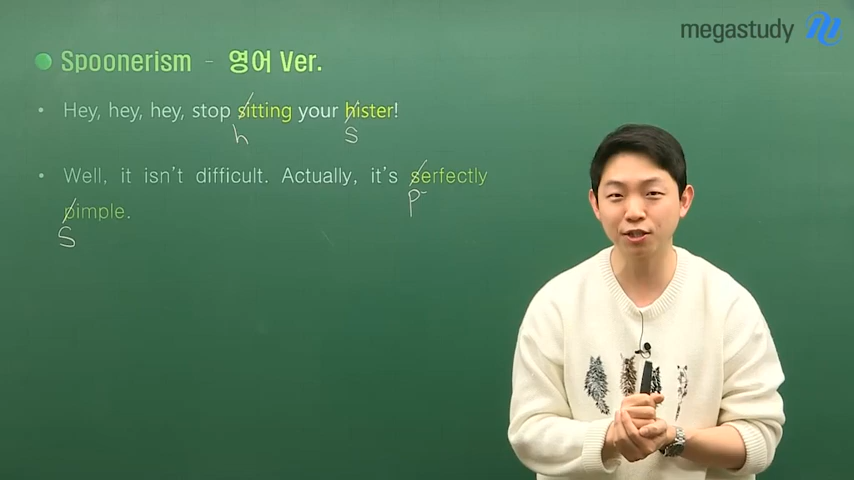 megastudy
Spoonerism - 영어 Ver.
• Hey, hey, hey, stop sitting your hister!
h s
• Well, it isn't difficult. Actually, it's serfectly
p
pimple.
s